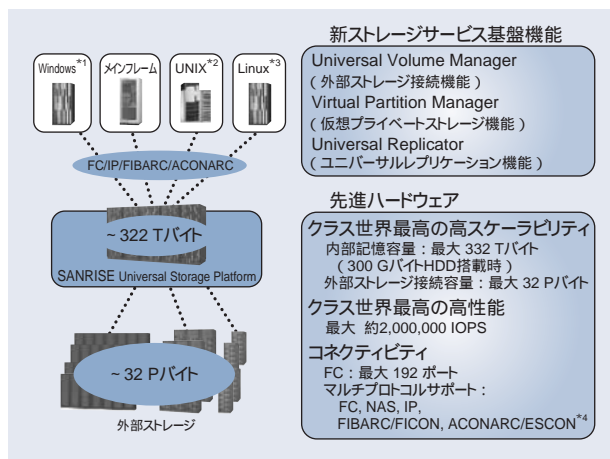 Windows*1
メインフレーム
UNIX*2
Linux*3
FC/IP/FIBARC/ACONARC
~ 322 Tバイト
SANRISE Universal Storage Platform
~ 32 Pバイト
外部ストレージ
新ストレージサービス基盤機能
Universal Volume Manager
(外部ストレージ接続機能)
Virtual Partition Manager
(仮想プライベートストレージ機能)
Universal Replicator
(ユニバーサルレプリケーション機能)
先進ハードウェア
クラス世界最高の高スケーラビリティ
内部記憶容量:最大 332 Tバイト
(300 GバイトHDD搭載時)
外部ストレージ接続容量:最大 32 Pバイト
クラス世界最高の高性能
最大 約2,000,000 IOPS
コネクティビティ
FC:最大 192 ポート
マルチプロトコルサポート:
FC, NAS, IP,
FIBARC/FICON, ACONARC/ESCON*4